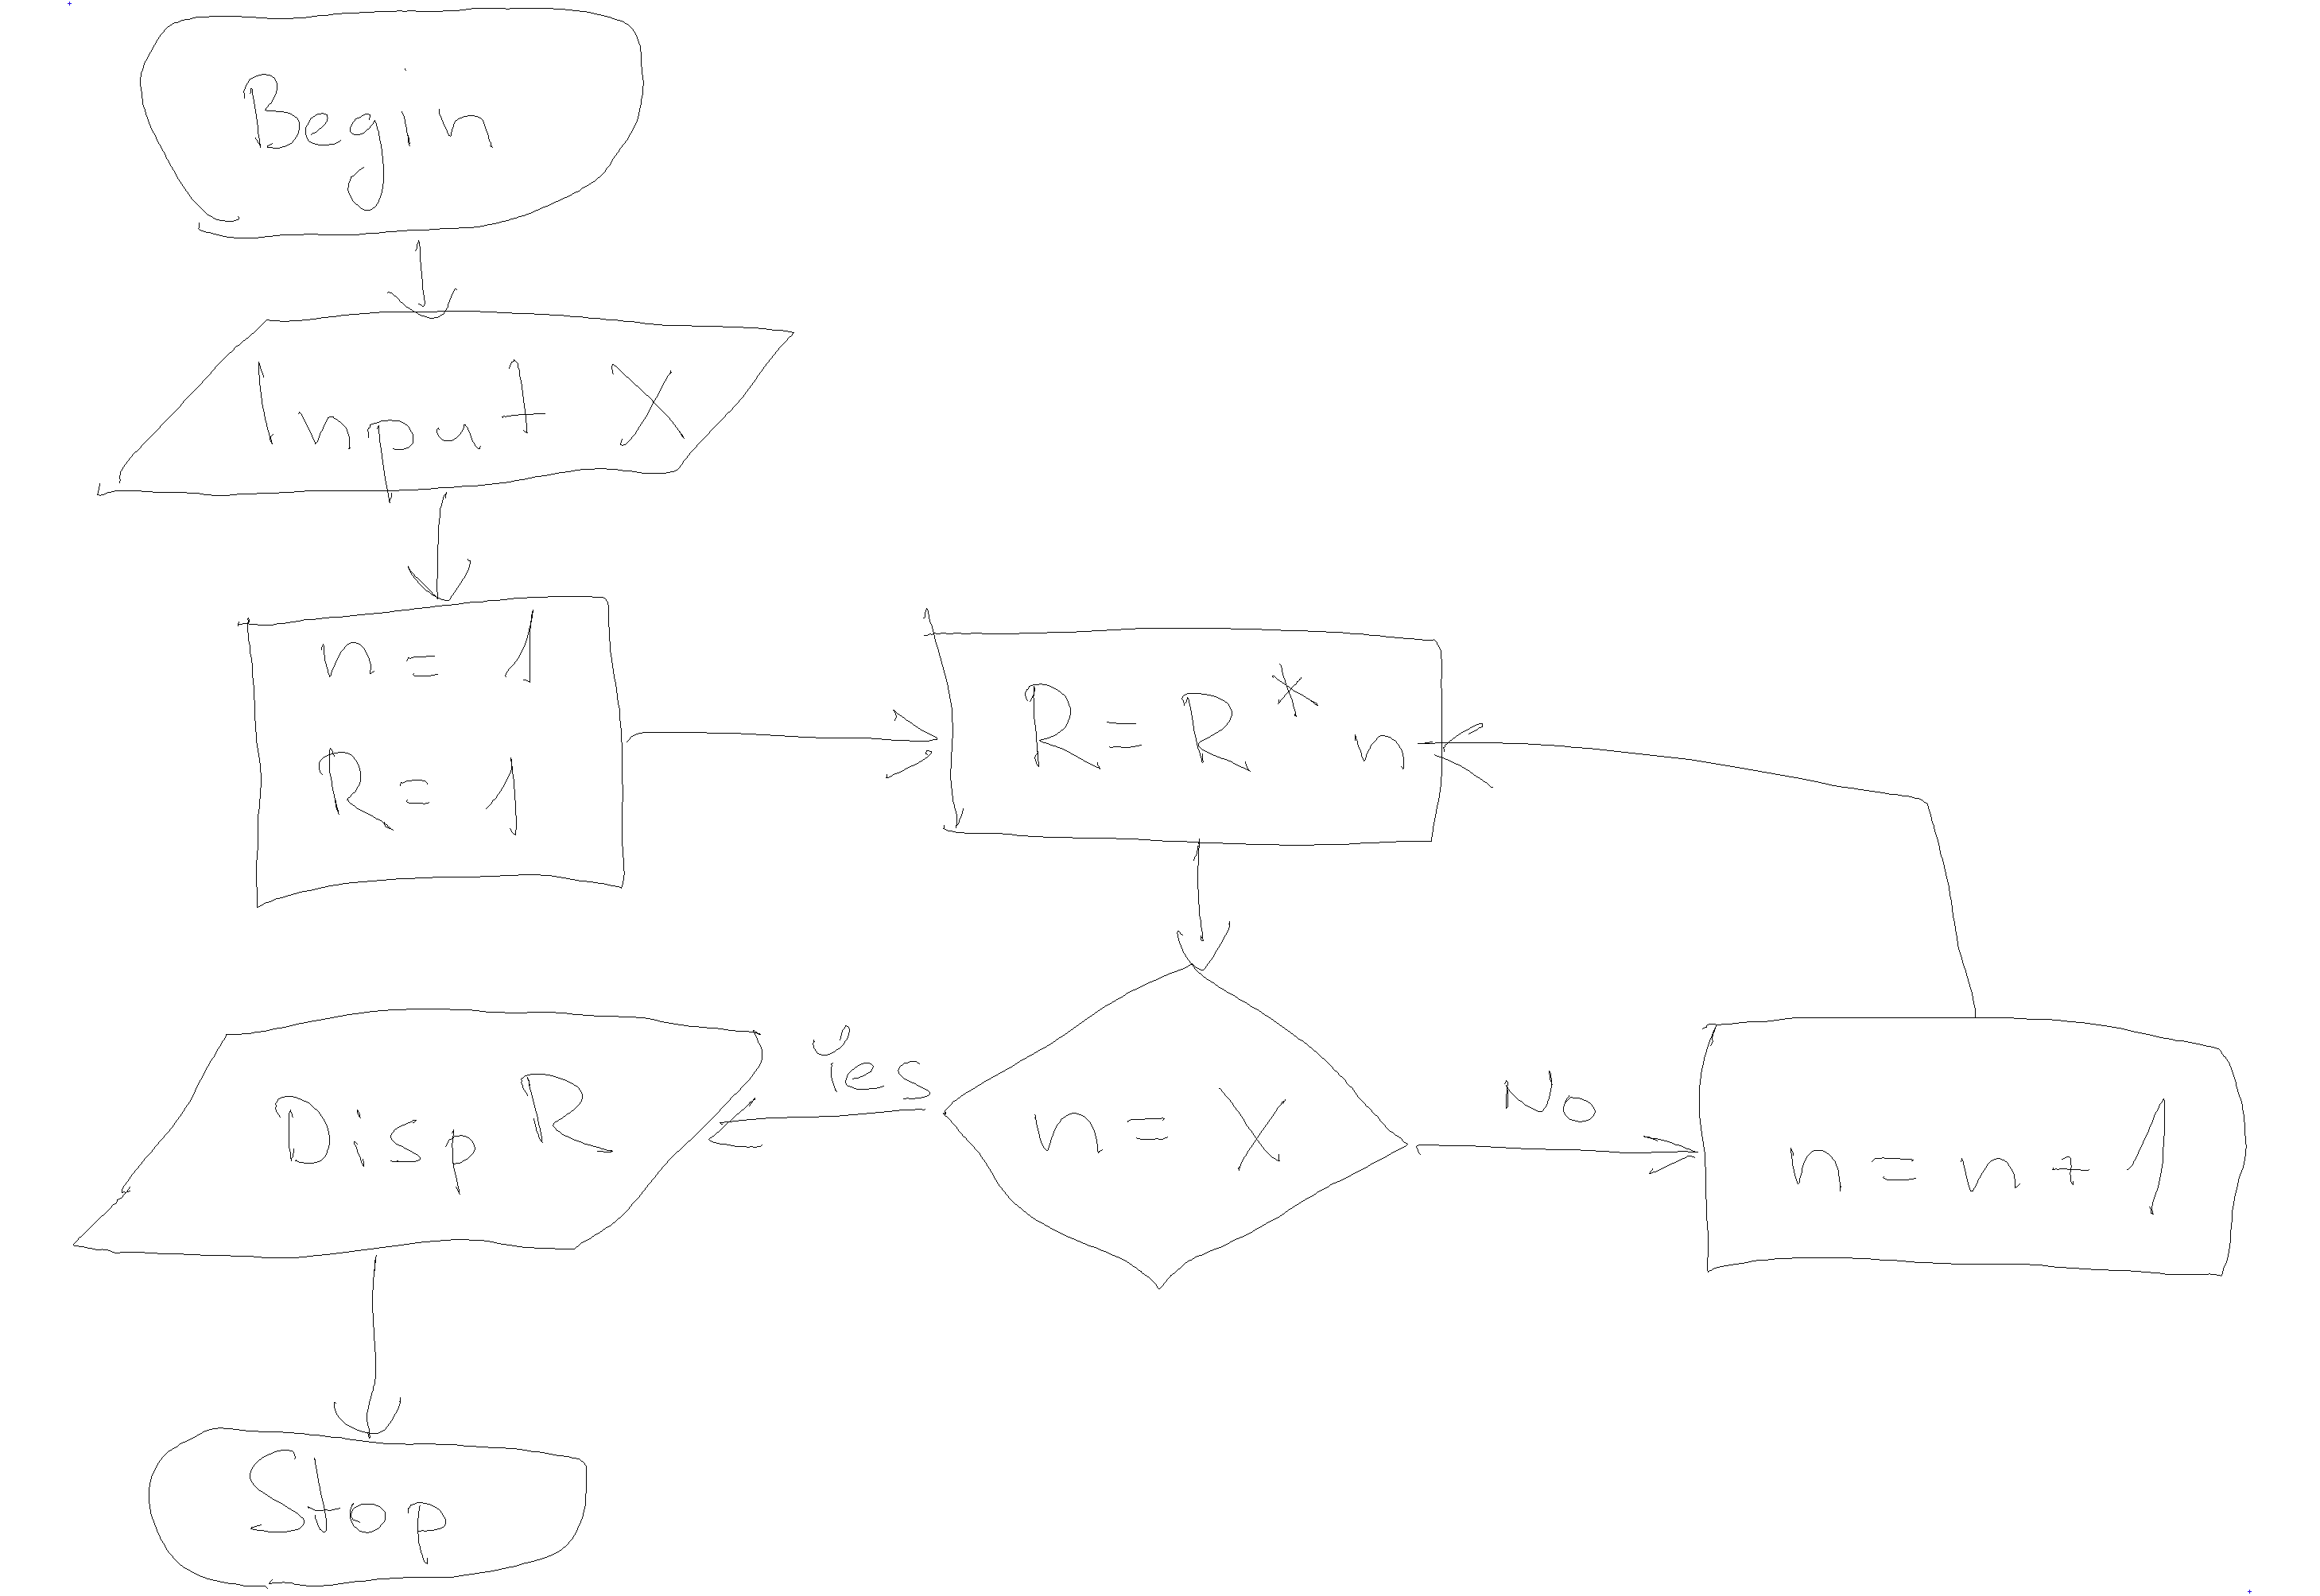 Begin
Input X
n = 1
R = 1
R = R * n
n = X
Yes
No
n = n + 1
Disp R
Stop